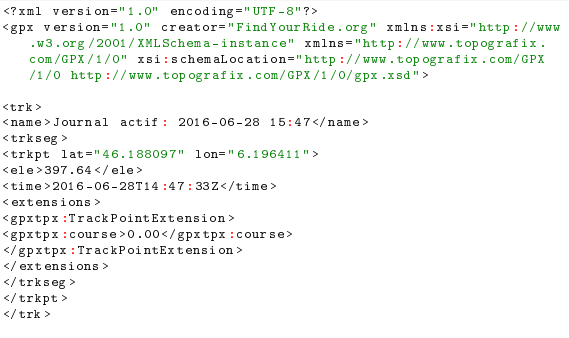 <?xml version="1.0" encoding="UTF-8"?>
<gpx version="1.0" creator="FindYourRide.org" xmlns:xsi="http://www
.w3.org/2001/XMLSchema-instance" xmlns="http://www.topografix.
com/GPX/1/0" xsi:schemaLocation="http://www.topografix.com/GPX
/1/0 http://www.topografix.com/GPX/1/0/gpx.xsd">
<trk>
<name>Journal actif: 2016-06-28 15:47</name>
<trkseg>
<trkpt lat="46.188097" lon="6.196411">
<ele>397.64</ele>
<time>2016-06-28T14:47:33Z</time>
<extensions>
<gpxtpx:TrackPointExtension>
<gpxtpx:course>0.00</gpxtpx:course>
</gpxtpx:TrackPointExtension>
</extensions>
</trkseg>
</trkpt>
</trk>